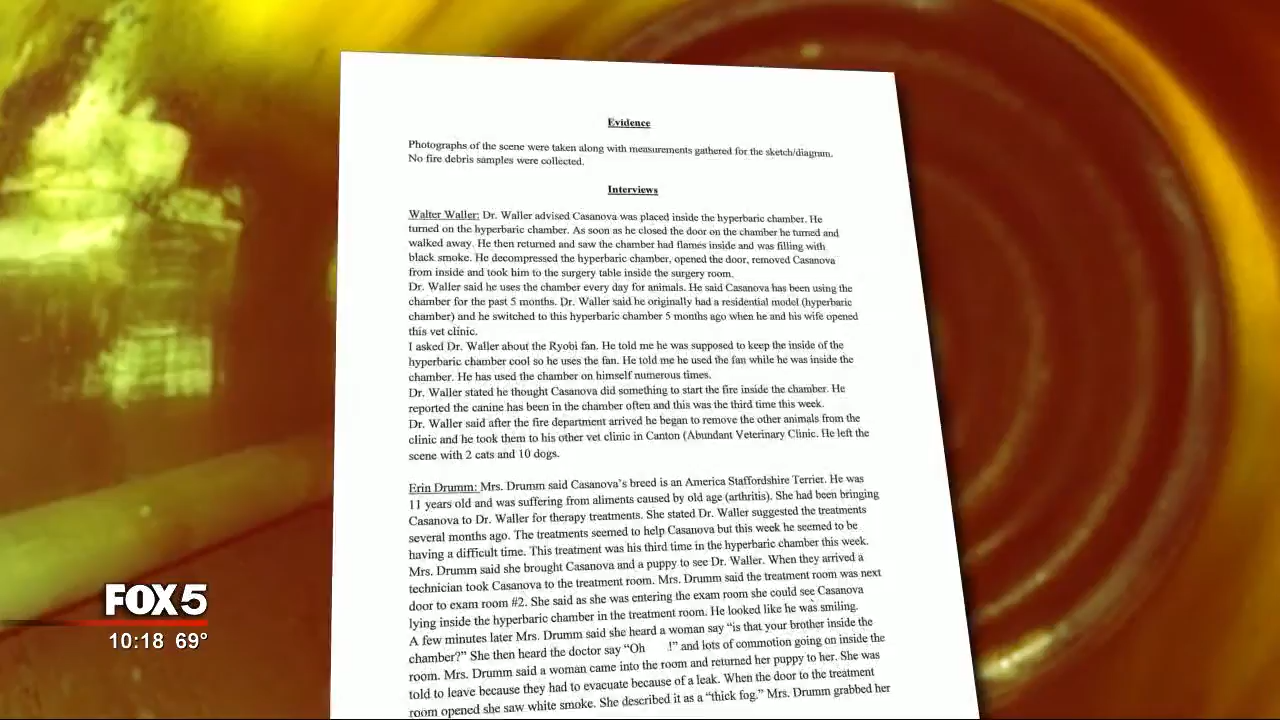 Evidence
Photographs of the scene were taken along with measurements gathered for the sketch/diagram.
No fire debris samples were collected.
Interviews
Walter Waller: Dr. Waller advised Casanova was placed inside the hyperbaric chamber. He
turned on the hyperbaric chamber. As soon as he closed the door on the chamber he turned and
walked away. He then returned and saw the chamber had flames inside and was filling with
black smoke. He decompressed the hyperbaric chamber, opened the door, removed Casanova
from inside and took him to the surgery table inside the surgery room.
Dr. Waller said he uses the chamber every day for animals. He said Casanova has been using the
chamber for the past 5 months. Dr. Waller said he originally had a residential model (hyperbaric
chamber) and he switched to this hyperbaric chamber 5 months ago when he and his wife opened
this vet clinic.
I asked Dr. Waller about the Ryobi fan. He told me he was supposed to keep the inside of the
hyperbaric chamber cool so he uses the fan. He told me he used the fan while he was inside the
chamber. He has used the chamber on himself numerous times.
Dr. Waller stated he thought Casanova did something to start the fire inside the chamber. He
reported the canine has been in the chamber often and this was the third time this week.
Dr. Waller said after the fire department arrived he began to remove the other animals from the
clinic and he took them to his other vet clinic in Canton (Abundant Veterinary Clinic. He left the
scene with 2 cats and 10 dogs.
Erin Drumm: Mrs. Drumm said Casanova's breed is an America Staffordshire Terrier. He was
11 years old and was suffering from aliments caused by old age (arthritis). She had been bringing
Casanova to Dr. Waller for therapy treatments. She stated Dr. Waller suggested the treatments
several months ago. The treatments seemed to help Casanova but this week he seemed to be
having a difficult time. This treatment was his third time in the hyperbaric chamber this week.
Mrs. Drumm said she brought Casanova and a puppy to see Dr. Waller. When they arrived a
technician took Casanova to the treatment room. Mrs. Drumm said the treatment room was next
door to exam room #2. She said as she was entering the exam room she could see Casanova
lying inside the hyperbaric chamber in the treatment room. He looked like he was smiling.
A few minutes later Mrs. Drumm said she heard a woman say "is that your brother inside the
chamber?" She then heard the doctor say "Oh !" and lots of commotion going on inside the
room. Mrs. Drumm said a woman came into the room and returned her puppy to her. She was
told to leave because they had to evacuate because of a leak. When the door to the treatment
room opened she saw white smoke. She described it as a "thick fog." Mrs. Drumm grabbed her
FOX5
10:18 69°